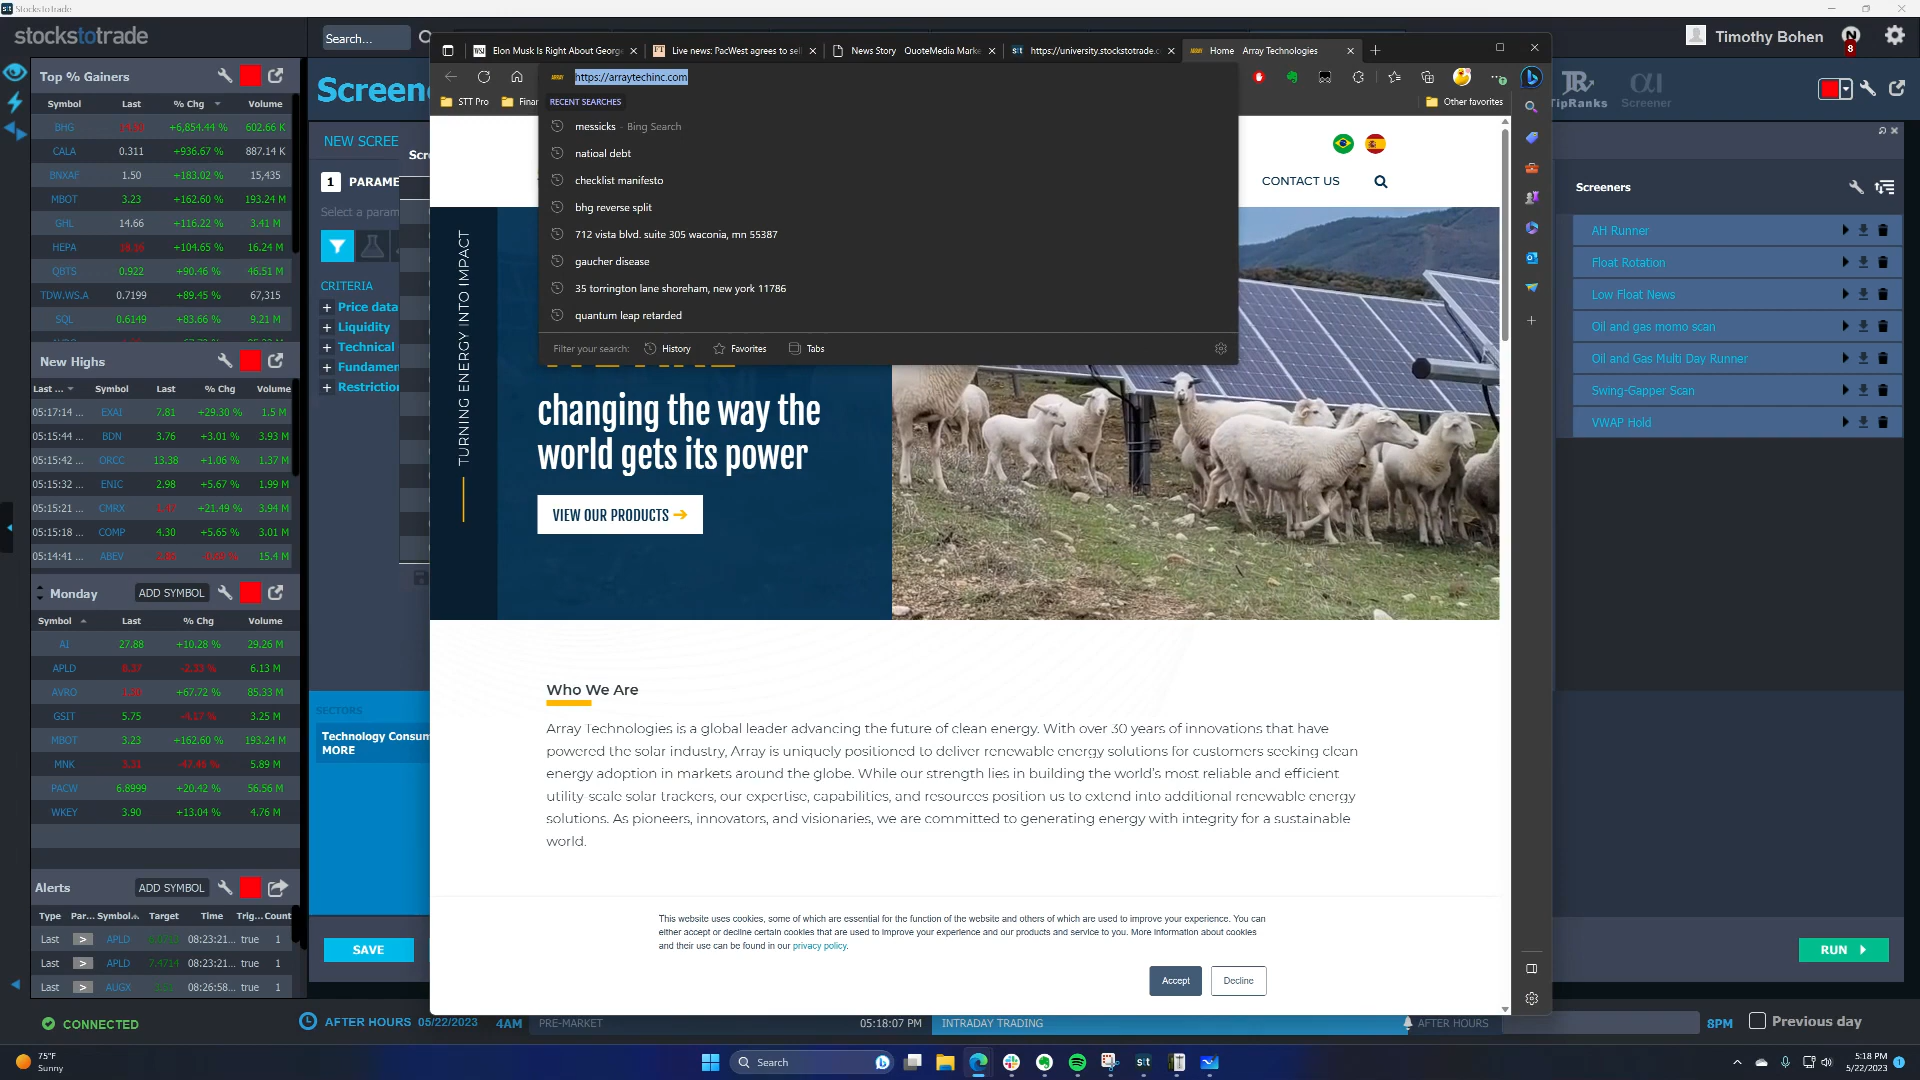 StocksToTrade
stockstotrade
Search...
Timothy Bohen
8
Elon Musk Is Right About George
Live news: PacWest agrees to sell
News Story QuoteMedia Marke
https://university.stockstotrade.c
Home Array Technologies
https://arraytechinc.com
STT Pro
Finan
Other favorites
RECENT SEARCHES
messicks - Bing Search
natioal debt
checklist manifesto
bhg reverse split
712 vista blvd. suite 305 waconia, mn 55387
gaucher disease
35 torrington lane shoreham, new york 11786
quantum leap retarded
Filter your search:
History
Favorites
Tabs
CONTACT US
TURNING ENERGY INTO IMPACT
changing the way the
world gets its power
VIEW OUR PRODUCTS
Who We Are
Array Technologies is a global leader advancing the future of clean energy. With over 30 years of innovations that have
powered the solar industry, Array is uniquely positioned to deliver renewable energy solutions for customers seeking clean
energy adoption in markets around the globe. While our strength lies in building the world's most reliable and efficient
utility-scale solar trackers, our expertise, capabilities, and resources position us to extend into additional renewable energy
solutions. As pioneers, innovators, and visionaries, we are committed to generating energy with integrity for a sustainable
world.
This website uses cookies, some of which are essential for the function of the website and others of which are used to improve your experience. You can
either accept or decline certain cookies that are used to improve your experience and our products and service to you. More information about cookies
and their use can be found in our privacy policy.
Accept
Decline
Top % Gainers
Symbol Last % Chg Volume
BHG +6,854.44 % 602.66 K
CALA 0.311 +936.67 % 887.14 K
BNXAF 1.50 +183.02 % 15,435
MBOT 3.23 +162.60 % 193.24 M
GHL 14.66 +116.22 % 3.41 M
HEPA +104.65 % 16.24 M
QBTS 0.922 +90.46 % 46.51 M
TDW.WS.A 0.7199 +89.45 % 67,315
SQL 0.6149 +83.66 % 9.21 M
New Highs
Last ... Symbol Last % Chg Volume
05:17:14 ... EXAI 7.81 +29.30 % 1.5 M
05:15:44 ... BDN 3.76 +3.01 % 3.93 M
05:15:42 ... ORCC 13.38 +1.06 % 1.37 M
05:15:32 ... ENIC 2.98 +5.67 % 1.99 M
05:15:21 ... CMRX +21.49 % 3.94 M
05:15:18 ... COMP 4.30 +5.65 % 3.01 M
05:14:41 ... ABEV 15.4 M
Monday
ADD SYMBOL
Symbol Last % Chg Volume
AI 27.88 +10.28 % 29.26 M
APLD -2.33 % 6.13 M
AVRO +67.72 % 85.33 M
GSIT 5.75 -4.17 % 3.25 M
MBOT 3.23 +162.60 % 193.24 M
MNK -47.45 % 5.89 M
PACW 6.8999 +20.42 % 56.56 M
WKEY 3.90 +13.04 % 4.76 M
Alerts
ADD SYMBOL
Type Par... Symbol Target Time Trig... Count
Last > APLD 08:23:21... true 1
Last > APLD 7.4714 08:23:21... true 1
Last > AUGX 08:26:58... true 1
Screen
NEW SCREE
Scr
1 PARAME
Select a param
CRITERIA
+ Price data
+ Liquidity
+ Technical
+ Fundamen
+ Restriction
SECTORS
Technology Consum
MORE
SAVE
TipRanks
Screener
Screeners
AH Runner
Float Rotation
Low Float News
Oil and gas momo scan
Oil and Gas Multi Day Runner
Swing-Gapper Scan
VWAP Hold
RUN
CONNECTED
AFTER HOURS 05/22/2023
4AM
PRE-MARKET
05:18:07 PM
INTRADAY TRADING
AFTER HOURS
8PM
Previous day
75°F
Sunny
Search
5:18 PM
5/22/2023